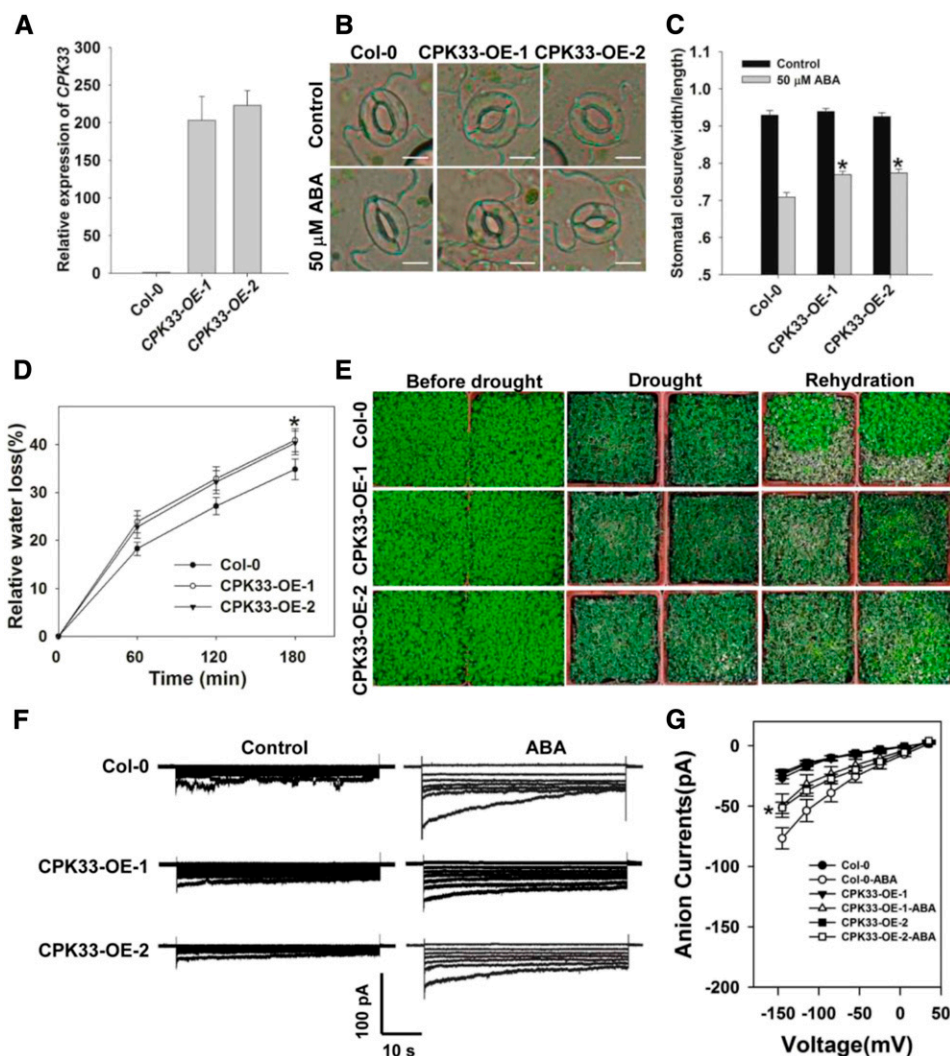 A
Relative expression of CPK33
300
250
200
150
100
50
0
Col-0
CPK33-OE-1
CPK33-OE-2
B
Col-0 CPK33-OE-1 CPK33-OE-2
Control
50 µM ABA
C
Stomatal closure(width/length)
1.1
1.0
.9
.8
.7
.6
.5
Control
50 µM ABA
*
*
Col-0
CPK33-OE-1
CPK33-OE-2
D
Relative water loss(%)
40
30
20
10
0
*
Col-0
CPK33-OE-1
CPK33-OE-2
0 60 120 180
Time (min)
E
Before drought Drought Rehydration
Col-0
CPK33-OE-1
CPK33-OE-2
F
Control ABA
Col-0
CPK33-OE-1
CPK33-OE-2
100 pA
10 s
G
Anion Currents(pA)
0
-50
-100
-150
-200
*
Col-0
Col-0-ABA
CPK33-OE-1
CPK33-OE-1-ABA
CPK33-OE-2
CPK33-OE-2-ABA
-150 -100 -50 0 50
Voltage(mV)